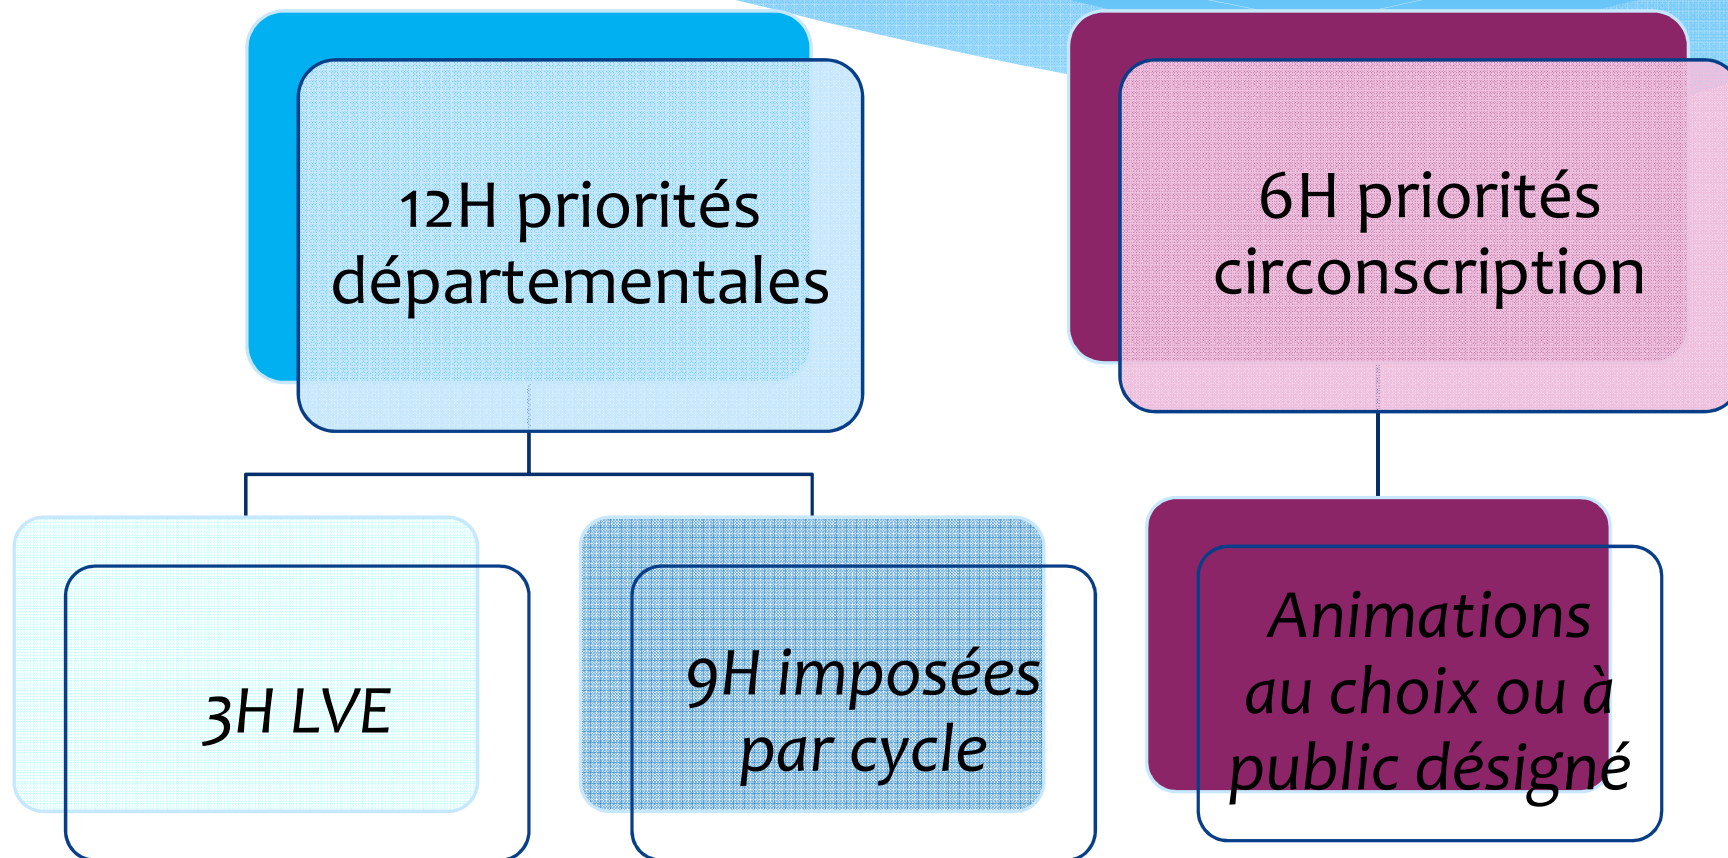 12H priorités
départementales
6H priorités
circonscription
3H LVE
9H imposées
par cycle
Animations
au choix ou à
public désigné